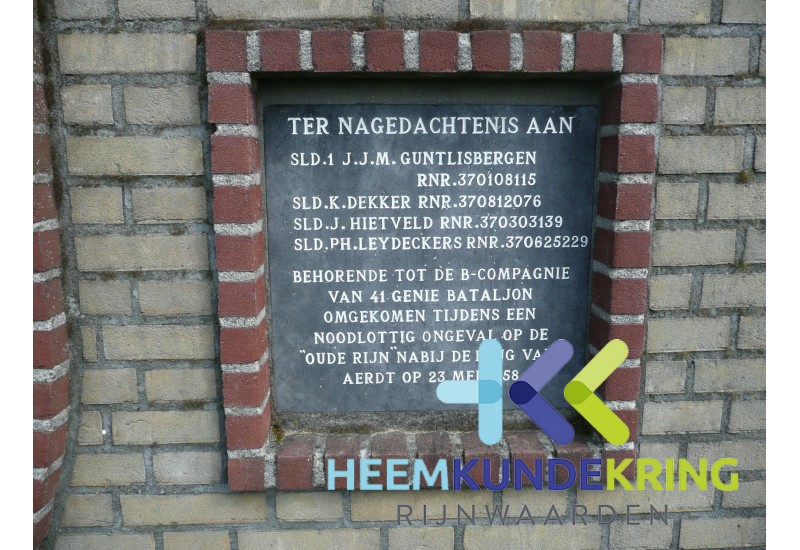 TER NAGEDACHTENIS AAN
SLD.1 J.J.M. GUNTLISBERGEN
RNR.370108115
SLD.K.DEKKER RNR.370812076
SLD.J. HIETVELD RNR.370303139
SLD.PH.LEYDECKERS RNR.370625229
BEHORENDE TOT DE B-COMPAGNIE
VAN 41 GENIE BATALJON
OMGEKOMEN TIJDENS EEN
NOODLOTTIG ONGEVAL OP DE
"OUDE RIJN" NABIJ DE
AERDT OP 23
HEEMKUNDEKRING
RIJNWAARDEN